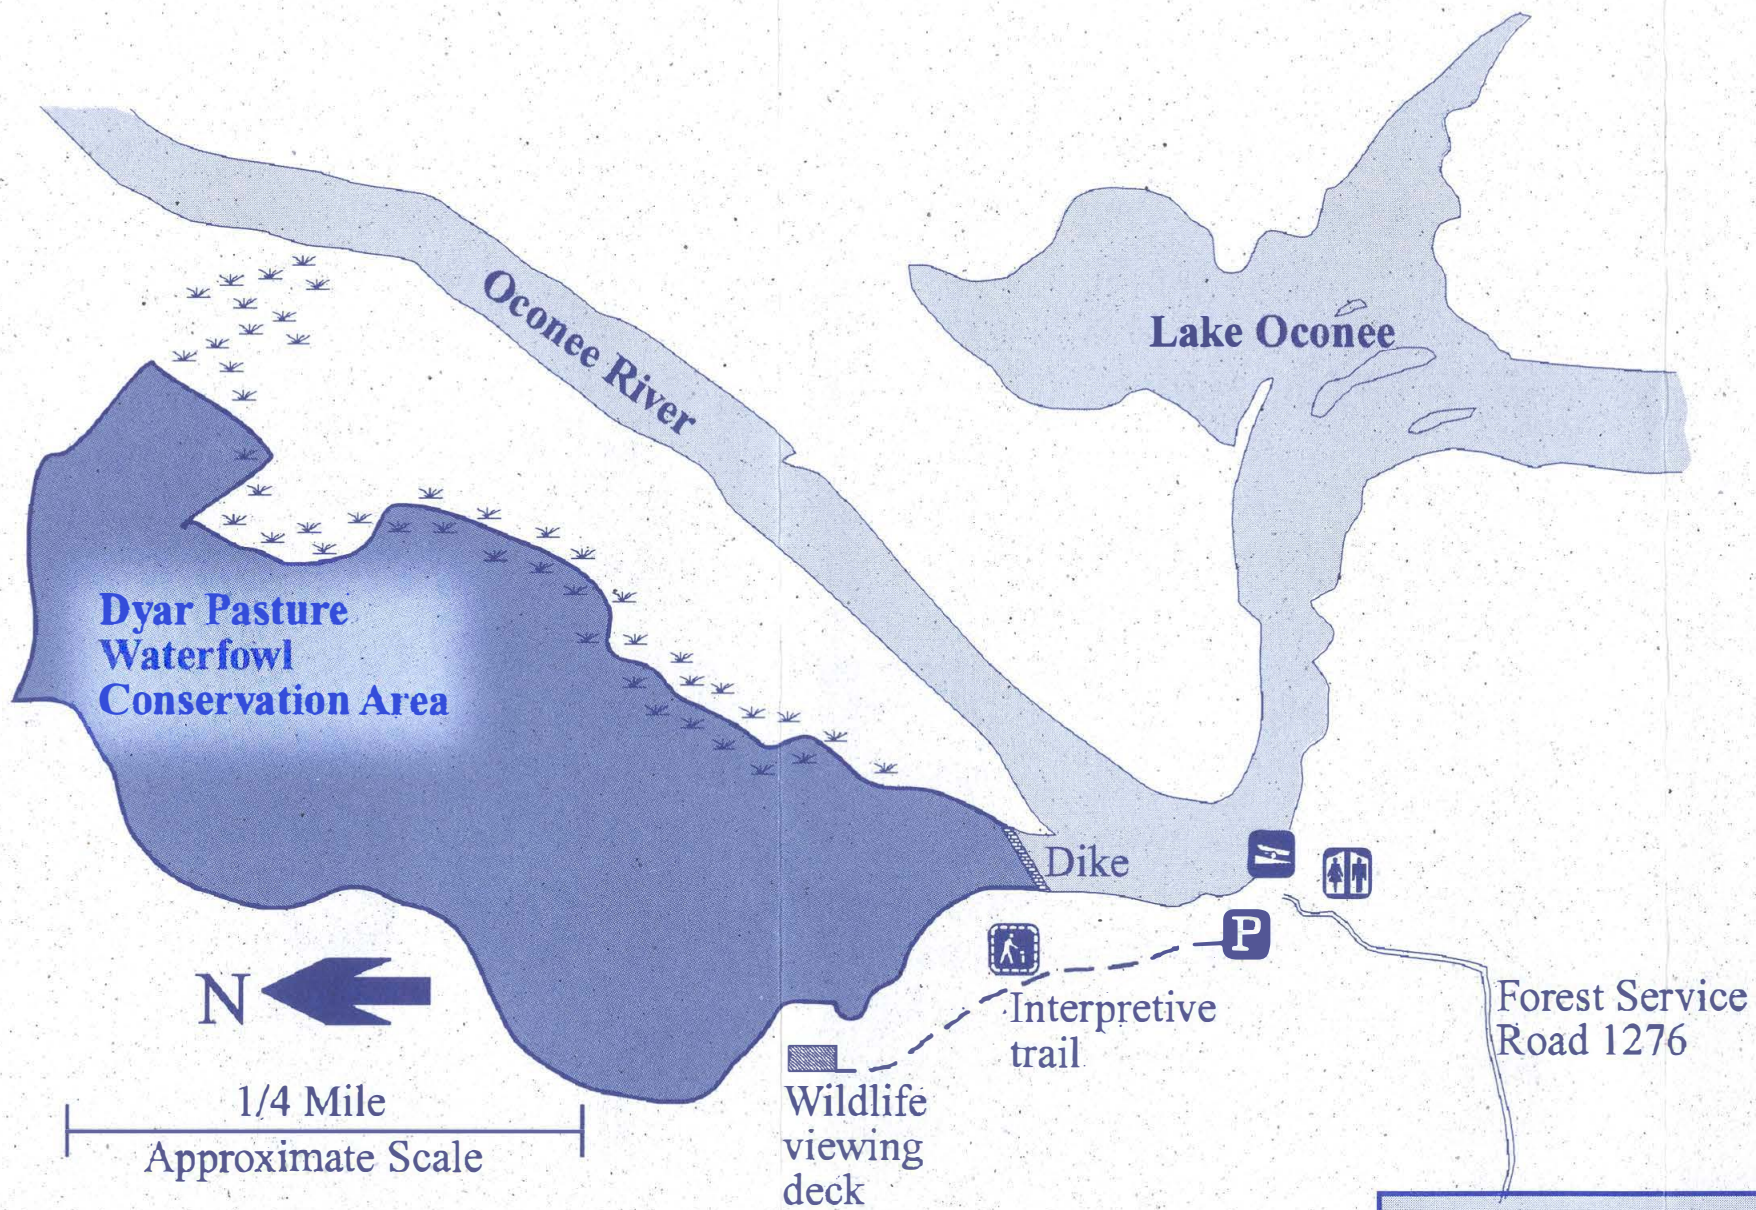 Oconee River
Lake Oconee
Dyar Pasture
Waterfowl
Conservation Area
Dike
P
N
Interpretive
trail
Forest Service
Road 1276
1/4 Mile
Approximate Scale
Wildlife
viewing
deck